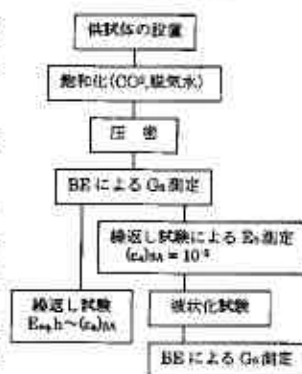 供試体の設置
飽和化(CO²,脱気水)
圧 密
BEによるG₀測定
繰返し試験によるE₀測定
(εₐ)SA = 10⁻⁵
繰返し試験
Eeq,h~(εₐ)SA
液状化試験
BEによるG₀測定